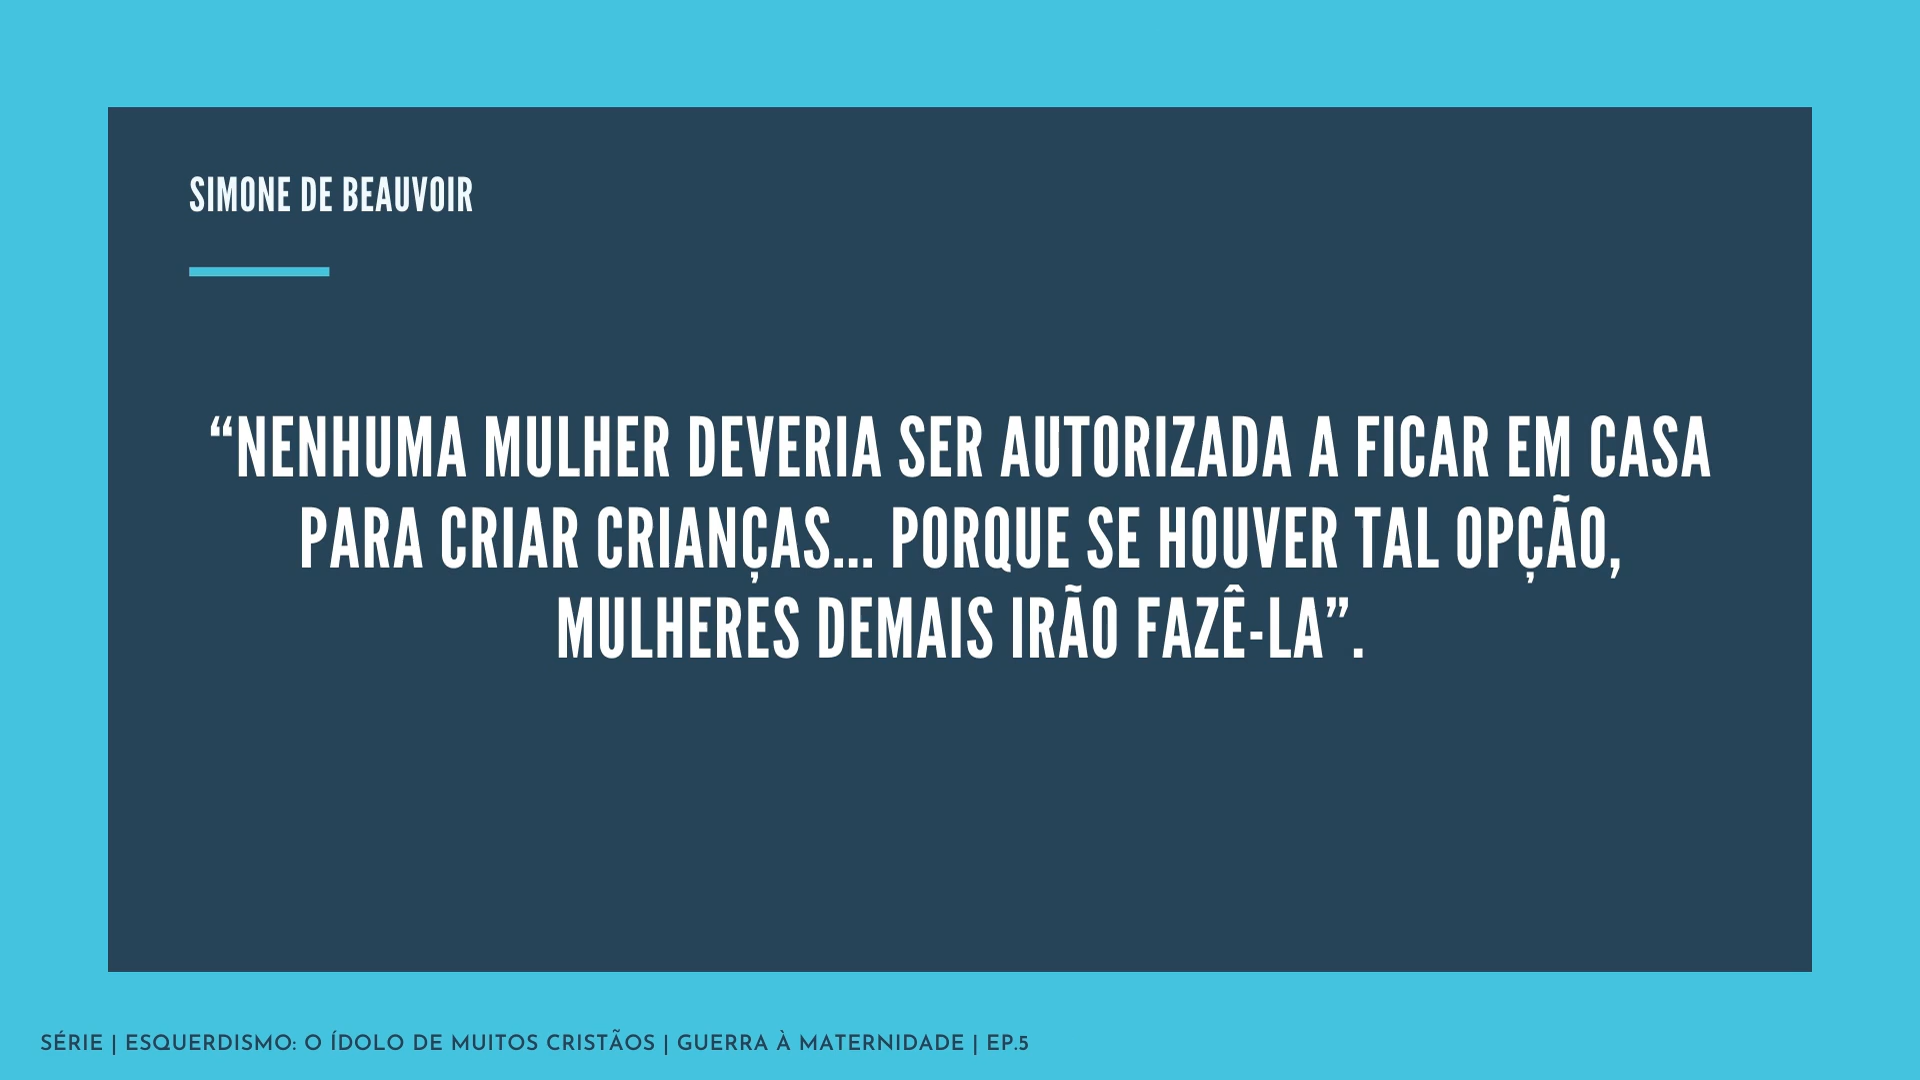 SIMONE DE BEAUVOIR
“NENHUMA MULHER DEVERIA SER AUTORIZADA A FICAR EM CASA
PARA CRIAR CRIANÇAS... PORQUE SE HOUVER TAL OPÇÃO,
MULHERES DEMAIS IRÃO FAZÊ-LA”.
SÉRIE | ESQUERDISMO: O ÍDOLO DE MUITOS CRISTÃOS | GUERRA À MATERNIDADE | EP.5